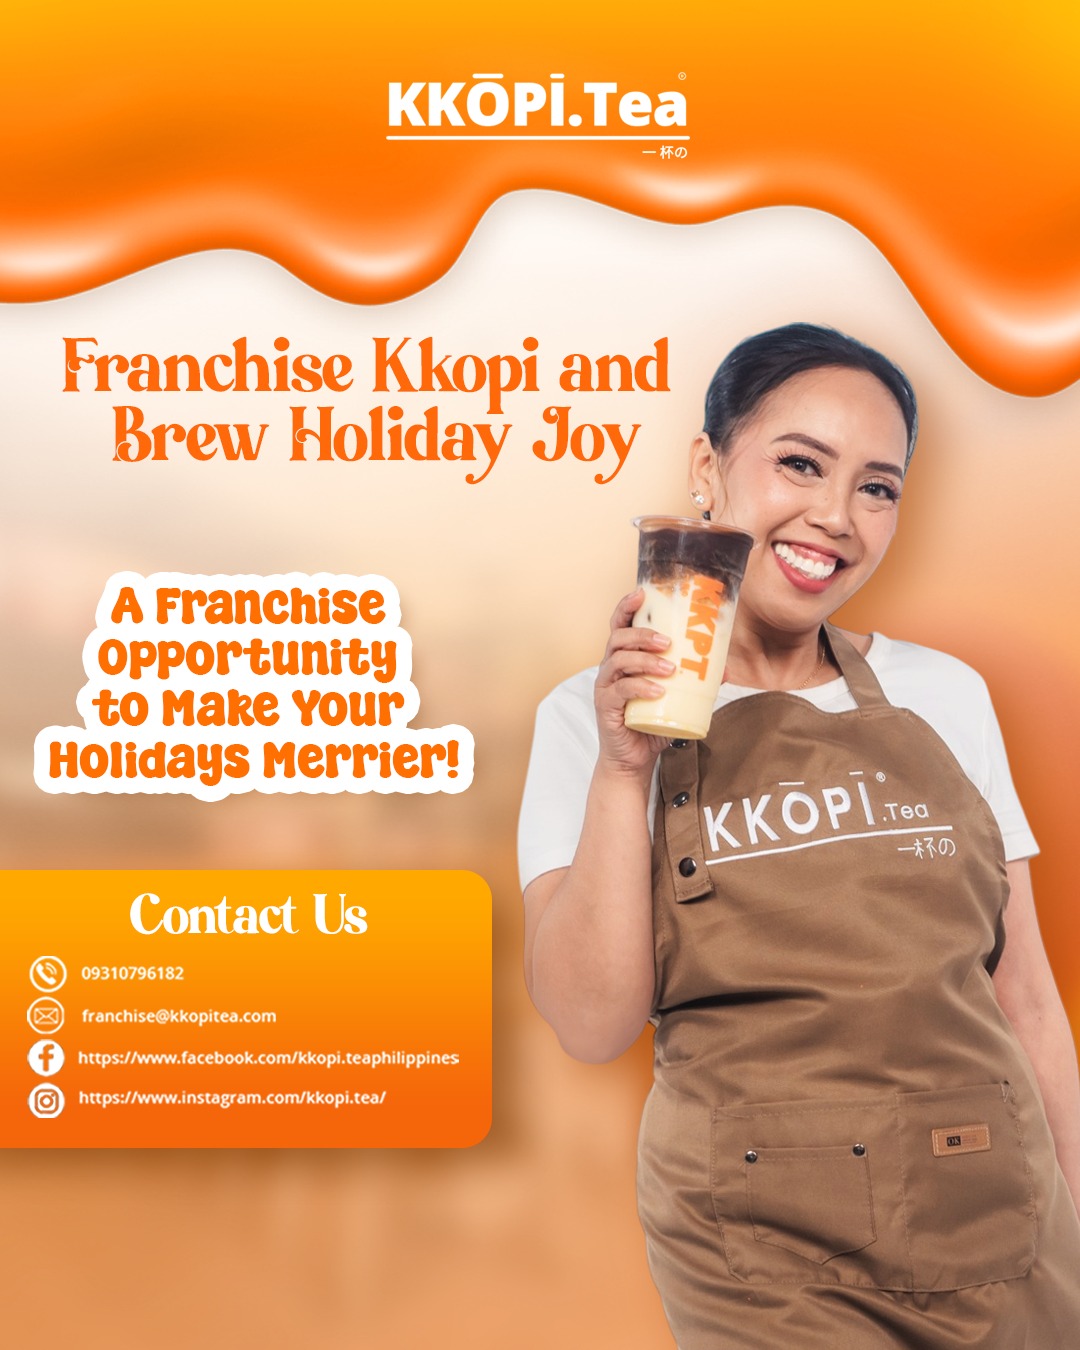 KKŌPI.Tea®
一杯の
Franchise Kkopi and
Brew Holiday Joy
A Franchise
Opportunity
to Make Your
Holidays Merrier!
KKPT.
KKŌPĪ.Tea®
一杯の
Contact Us
09310796182
franchise@kkopitea.com
https://www.facebook.com/kkopi.teaphilippines
https://www.instagram.com/kkopi.tea/
OK